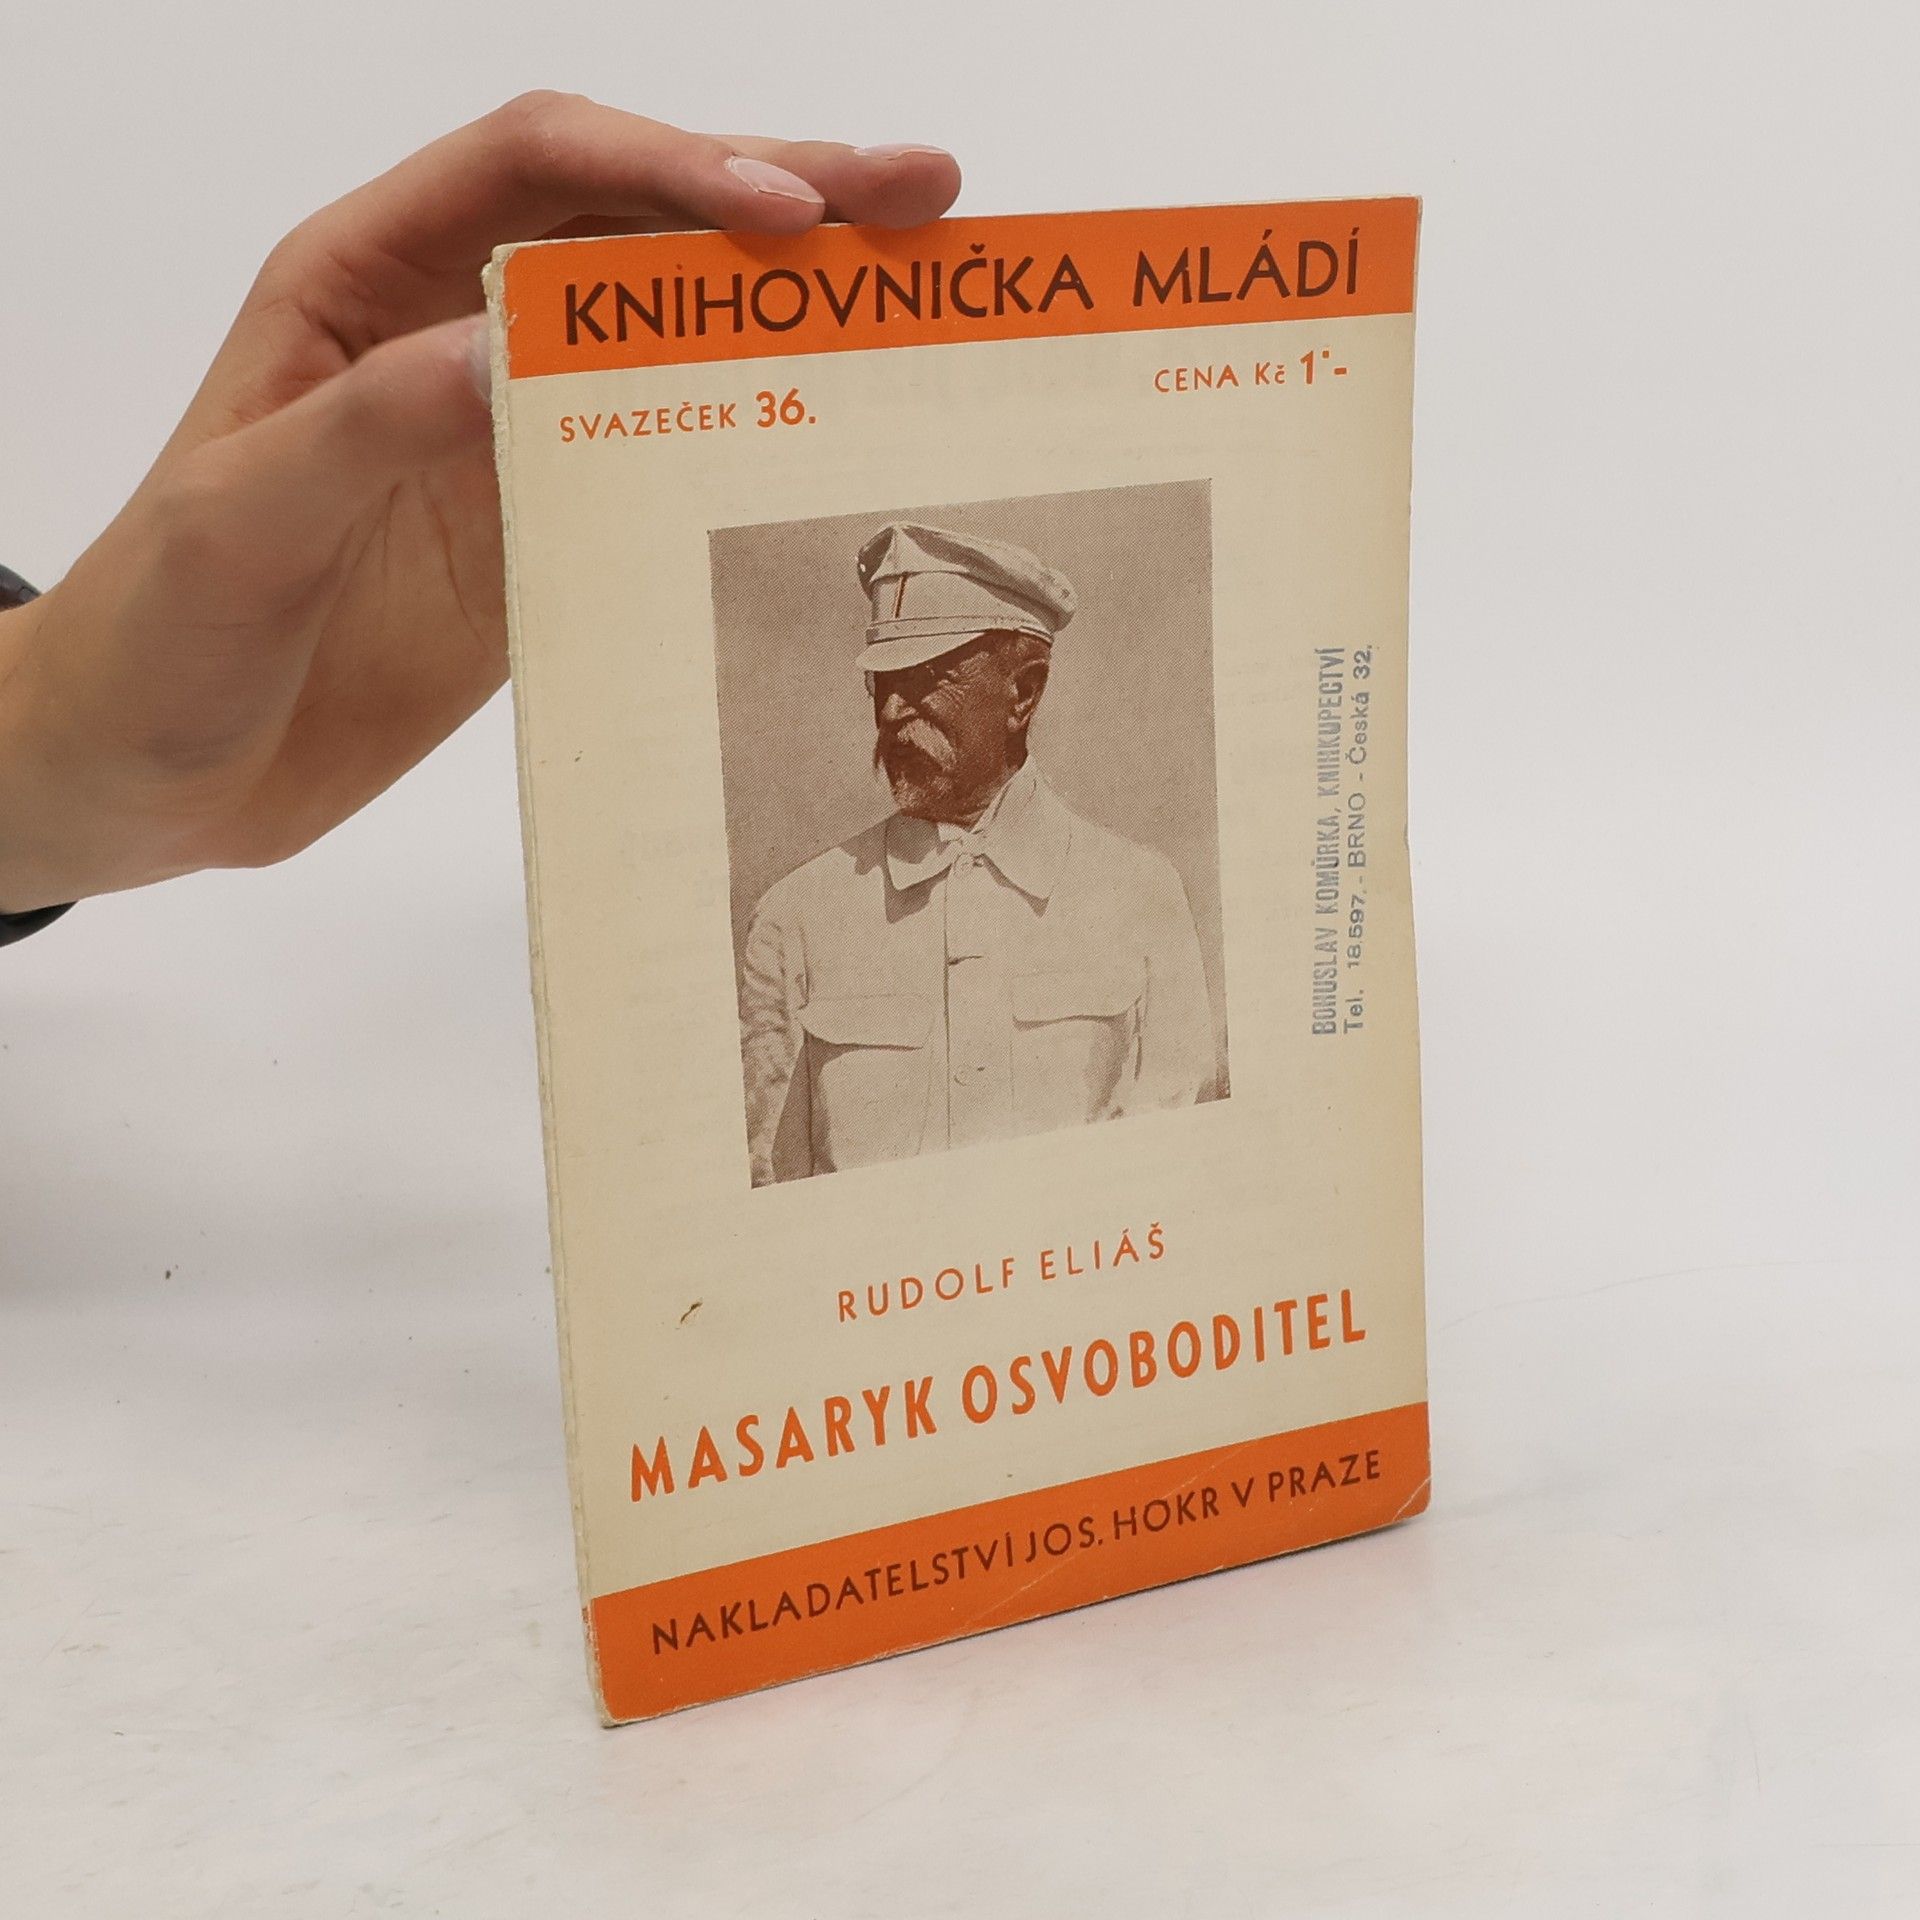 KNIHOVNIČKA MLÁDÍ
SVAZEČEK 36.
CENA Kč 1·-
BOHUSLAV KOMŮRKA, KNIHKUPECTVÍ
Tel. 18.597. - BRNO - Česká 32.
RUDOLF ELIÁŠ
MASARYK OSVOBODITEL
NAKLADATELSTVÍ JOS. HOKR V PRAZE